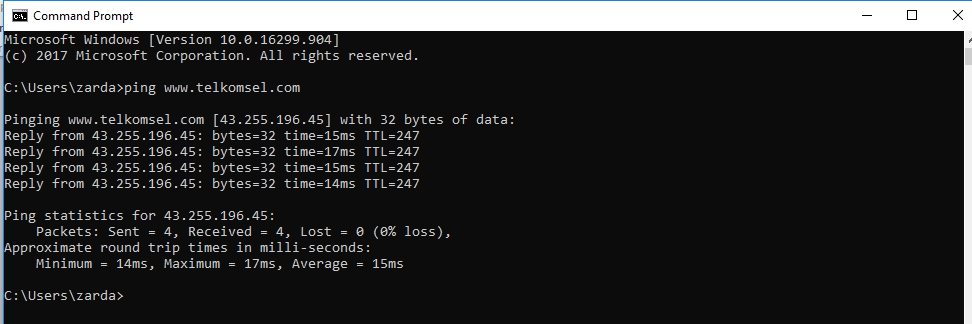 Command Prompt
Microsoft Windows [Version 10.0.16299.904]
(c) 2017 Microsoft Corporation. All rights reserved.
C:\Users\zarda>ping www.telkomsel.com
Pinging www.telkomsel.com [43.255.196.45] with 32 bytes of data:
Reply from 43.255.196.45: bytes=32 time=15ms TTL=247
Reply from 43.255.196.45: bytes=32 time=17ms TTL=247
Reply from 43.255.196.45: bytes=32 time=15ms TTL=247
Reply from 43.255.196.45: bytes=32 time=14ms TTL=247
Ping statistics for 43.255.196.45:
    Packets: Sent = 4, Received = 4, Lost = 0 (0% loss),
Approximate round trip times in milli-seconds:
    Minimum = 14ms, Maximum = 17ms, Average = 15ms
C:\Users\zarda>